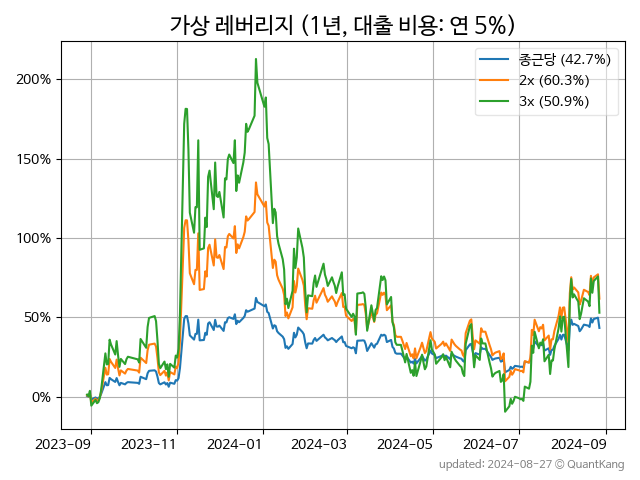 가상 레버리지 (1년, 대출 비용: 연 5%)
종근당 (42.7%)
2x (60.3%)
3x (50.9%)
200%
150%
100%
50%
0%
2023-09 2023-11 2024-01 2024-03 2024-05 2024-07 2024-09
updated: 2024-08-27 © QuantKang